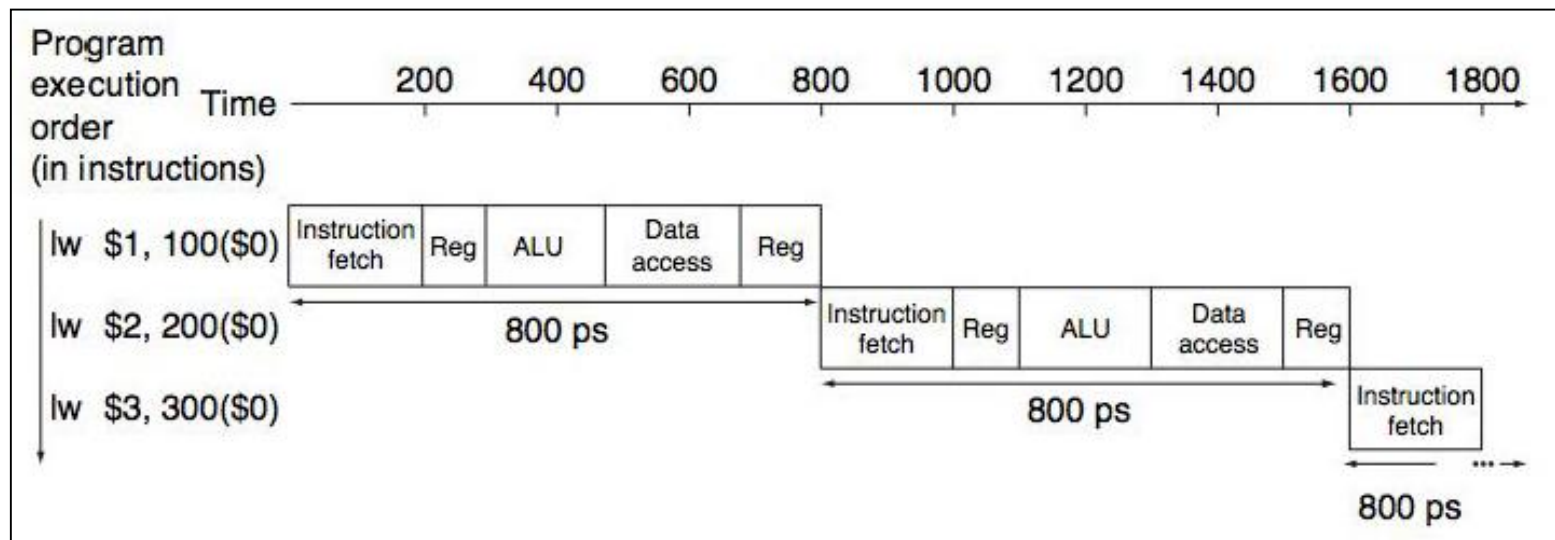 Program
execution
order
(in instructions)
Time
200 400 600 800 1000 1200 1400 1600 1800
lw $1, 100($0)
Instruction
fetch
Reg
ALU
Data
access
Reg
800 ps
lw $2, 200($0)
Instruction
fetch
Reg
ALU
Data
access
Reg
800 ps
lw $3, 300($0)
Instruction
fetch
...
800 ps